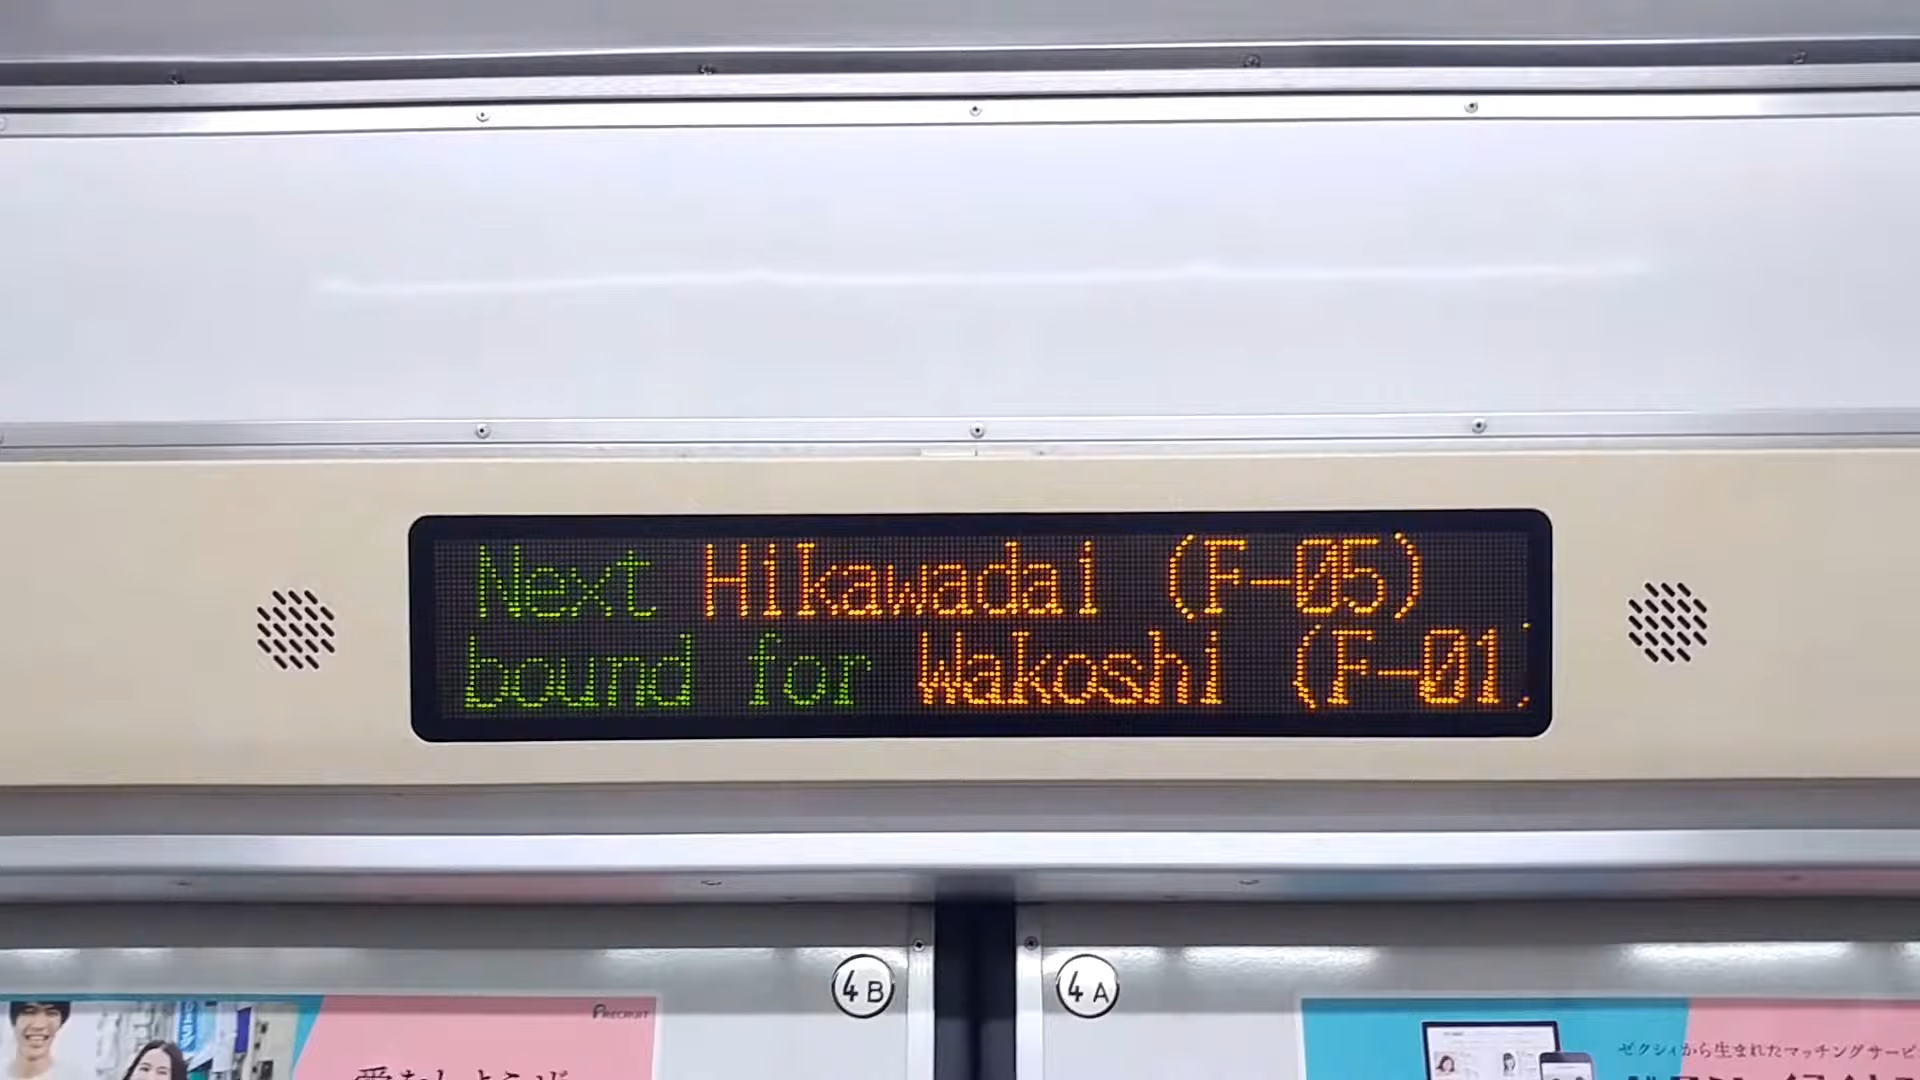 Next Hikawadai (F-05)
bound for Wakoshi (F-01)
4B
4A
RECRUIT
ゼクシィから生まれたマッチングサービ